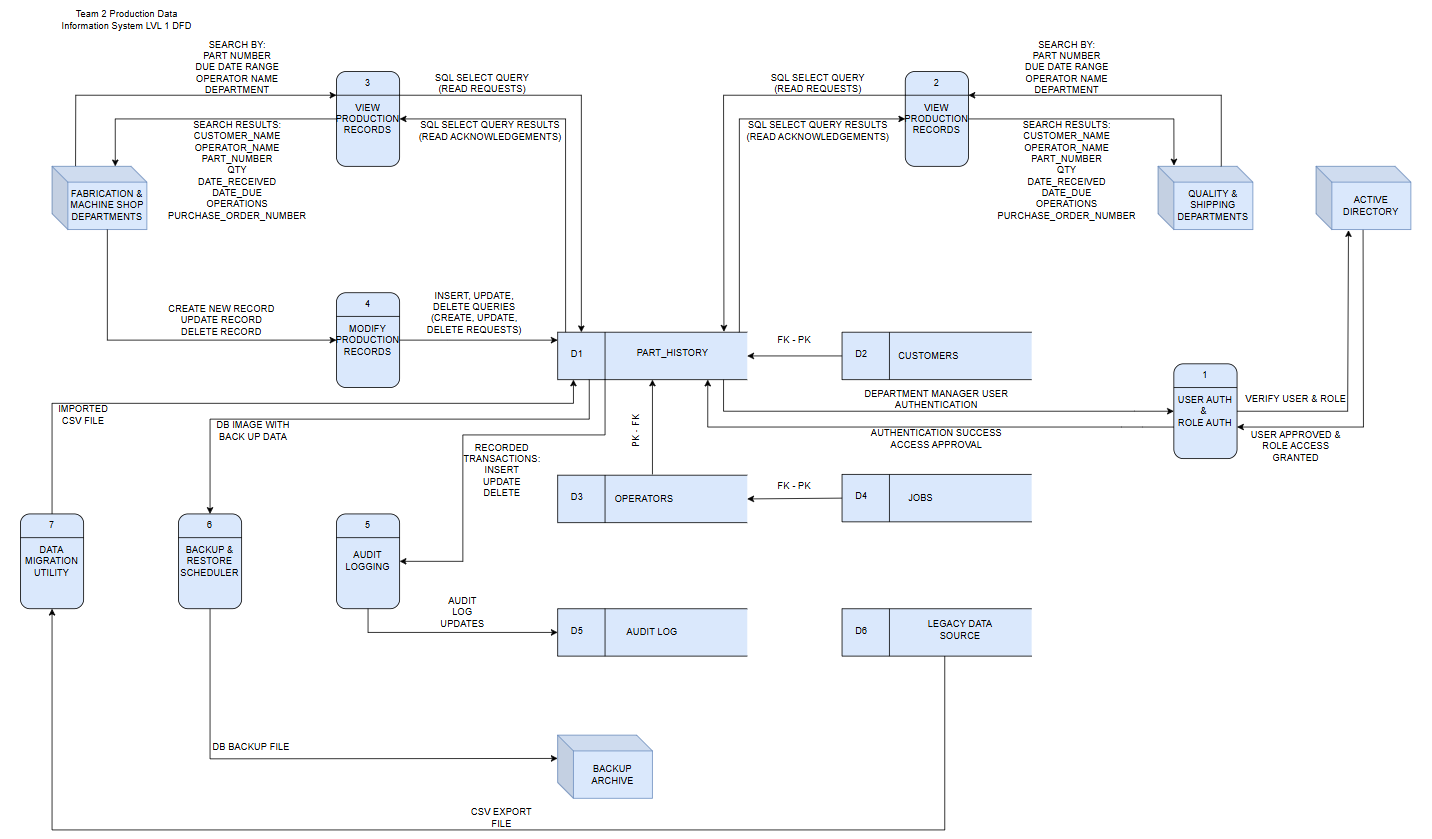 Team 2 Production Data
Information System LVL 1 DFD
SEARCH BY:
PART NUMBER
DUE DATE RANGE
OPERATOR NAME
DEPARTMENT
3
VIEW
PRODUCTION
RECORDS
SQL SELECT QUERY
(READ REQUESTS)
SQL SELECT QUERY RESULTS
(READ ACKNOWLEDGEMENTS)
SEARCH RESULTS:
CUSTOMER_NAME
OPERATOR_NAME
PART_NUMBER
QTY
DATE_RECEIVED
DATE_DUE
OPERATIONS
PURCHASE_ORDER_NUMBER
FABRICATION &
MACHINE SHOP
DEPARTMENTS
SQL SELECT QUERY
(READ REQUESTS)
SQL SELECT QUERY RESULTS
(READ ACKNOWLEDGEMENTS)
2
VIEW
PRODUCTION
RECORDS
SEARCH BY:
PART NUMBER
DUE DATE RANGE
OPERATOR NAME
DEPARTMENT
SEARCH RESULTS:
CUSTOMER_NAME
OPERATOR_NAME
PART_NUMBER
QTY
DATE_RECEIVED
DATE_DUE
OPERATIONS
PURCHASE_ORDER_NUMBER
QUALITY &
SHIPPING
DEPARTMENTS
ACTIVE
DIRECTORY
CREATE NEW RECORD
UPDATE RECORD
DELETE RECORD
4
MODIFY
PRODUCTION
RECORDS
INSERT, UPDATE,
DELETE QUERIES
(CREATE, UPDATE,
DELETE REQUESTS)
D1
PART_HISTORY
FK - PK
D2
CUSTOMERS
DEPARTMENT MANAGER USER
AUTHENTICATION
AUTHENTICATION SUCCESS
ACCESS APPROVAL
1
USER AUTH
&
ROLE AUTH
VERIFY USER & ROLE
USER APPROVED &
ROLE ACCESS
GRANTED
IMPORTED
CSV FILE
DB IMAGE WITH
BACK UP DATA
RECORDED
TRANSACTIONS:
INSERT
UPDATE
DELETE
PK - FK
D3
OPERATORS
FK - PK
D4
JOBS
7
DATA
MIGRATION
UTILITY
6
BACKUP &
RESTORE
SCHEDULER
5
AUDIT
LOGGING
AUDIT
LOG
UPDATES
D5
AUDIT LOG
D6
LEGACY DATA
SOURCE
DB BACKUP FILE
BACKUP
ARCHIVE
CSV EXPORT
FILE